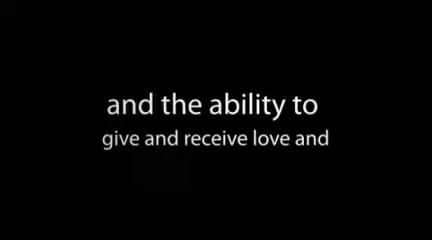 and the ability to
give and receive love and